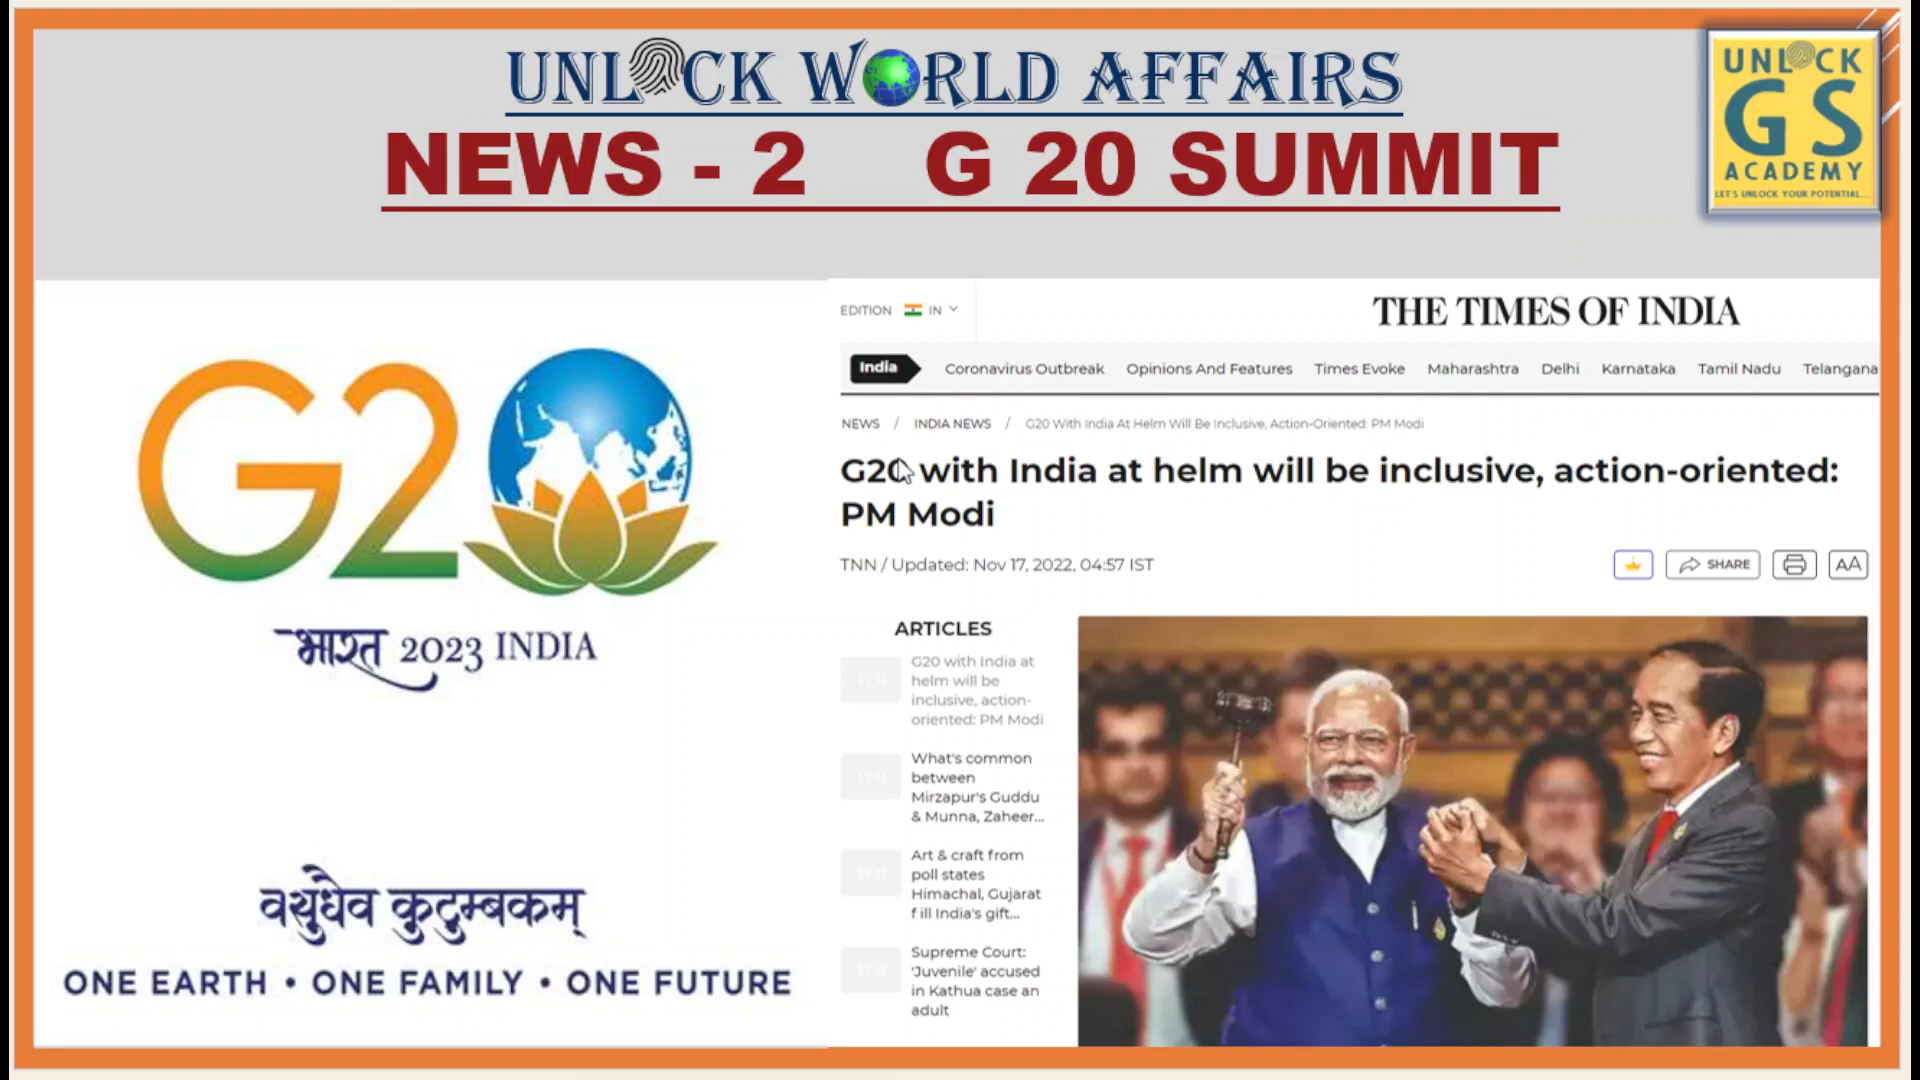 UNLOCK WORLD AFFAIRS
NEWS - 2 G 20 SUMMIT
UNLOCK
GS
ACADEMY
LET'S UNLOCK YOUR POTENTIAL...
G20
भारत 2023 INDIA
वसुधैव कुटुम्बकम्
ONE EARTH • ONE FAMILY • ONE FUTURE
EDITION IN
THE TIMES OF INDIA
India Coronavirus Outbreak Opinions And Features Times Evoke Maharashtra Delhi Karnataka Tamil Nadu Telangana
NEWS / INDIA NEWS / G20 With India At Helm Will Be Inclusive, Action-Oriented: PM Modi
G20 with India at helm will be inclusive, action-oriented:
PM Modi
TNN / Updated: Nov 17, 2022, 04:57 IST
SHARE
AA
ARTICLES
G20 with India at
helm will be
inclusive, action-
oriented: PM Modi
What's common
between
Mirzapur's Guddu
& Munna, Zaheer...
Art & craft from
poll states
Himachal, Gujarat
fill India's gift...
Supreme Court:
'Juvenile' accused
in Kathua case an
adult